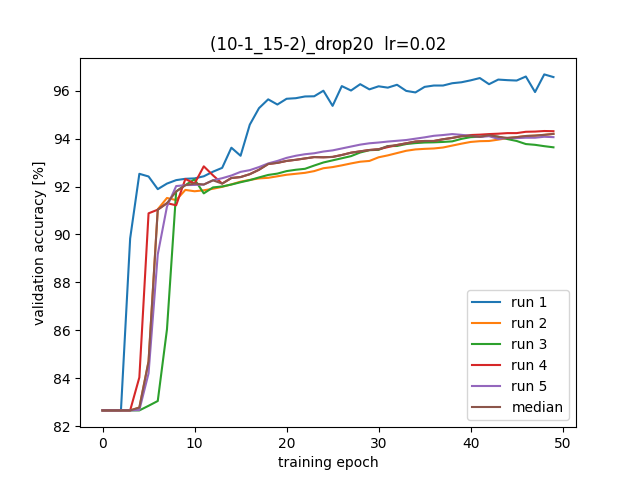 (10-1_15-2)_drop20  lr=0.02
validation accuracy [%]
96
94
92
90
88
86
84
82
0
10
20
30
40
50
training epoch
run 1
run 2
run 3
run 4
run 5
median